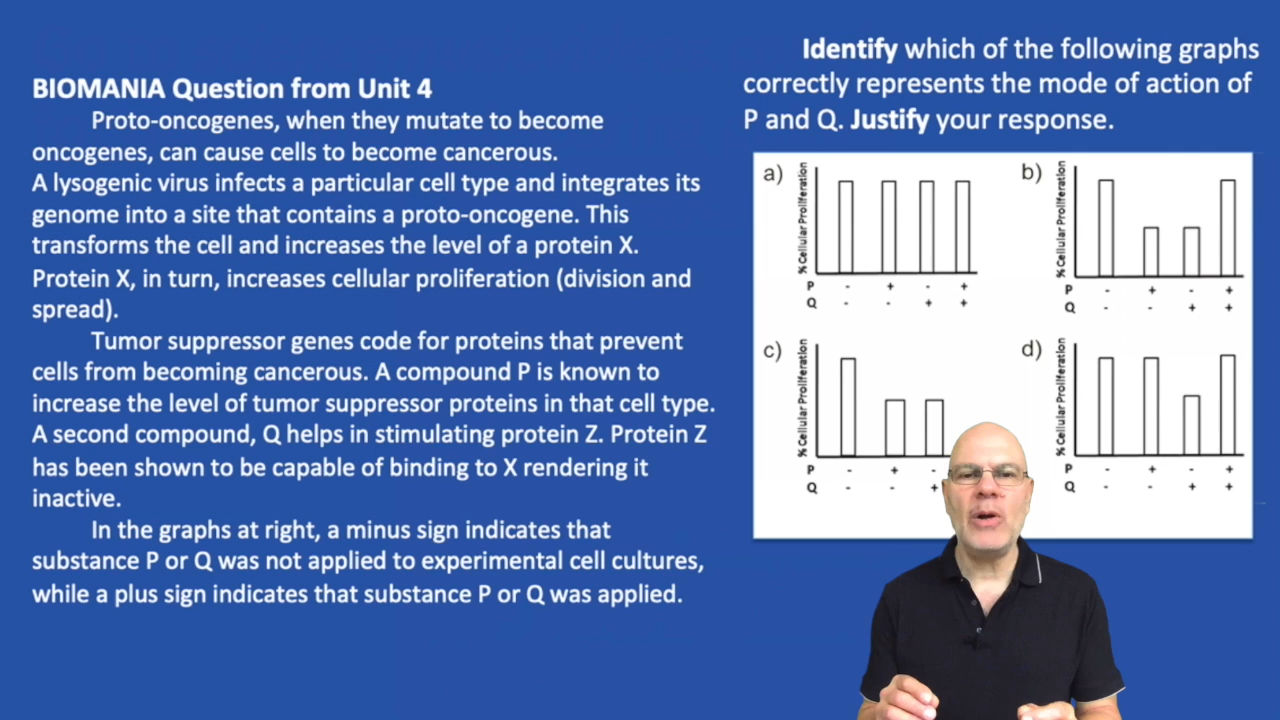 BIOMANIA Question from Unit 4
Proto-oncogenes, when they mutate to become
oncogenes, can cause cells to become cancerous.
A lysogenic virus infects a particular cell type and integrates its
genome into a site that contains a proto-oncogene. This
transforms the cell and increases the level of a protein X.
Protein X, in turn, increases cellular proliferation (division and
spread).
Tumor suppressor genes code for proteins that prevent
cells from becoming cancerous. A compound P is known to
increase the level of tumor suppressor proteins in that cell type.
A second compound, Q helps in stimulating protein Z. Protein Z
has been shown to be capable of binding to X rendering it
inactive.
In the graphs at right, a minus sign indicates that
substance P or Q was not applied to experimental cell cultures,
while a plus sign indicates that substance P or Q was applied.
Identify which of the following graphs
correctly represents the mode of action of
P and Q. Justify your response.
a)
% Cellular Proliferation
P - + - +
Q - - + +
b)
% Cellular Proliferation
P - + - +
Q - - + +
c)
% Cellular Proliferation
P - + -
Q - - +
d)
% Cellular Proliferation
P - + - +
Q - - + +